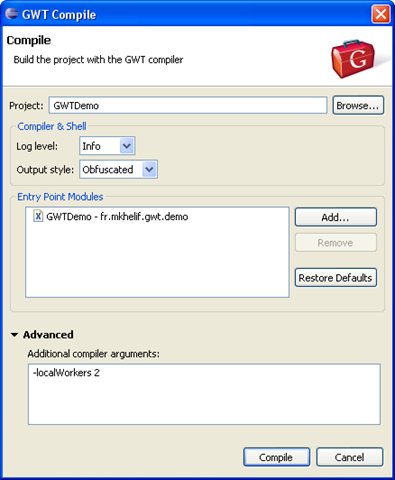 GWT Compile
Compile
Build the project with the GWT compiler
G
Project: GWTDemo Browse...
Compiler & Shell
Log level: Info
Output style: Obfuscated
Entry Point Modules
GWTDemo - fr.mkhelif.gwt.demo
Add...
Remove
Restore Defaults
Advanced
Additional compiler arguments:
-localWorkers 2
Compile Cancel